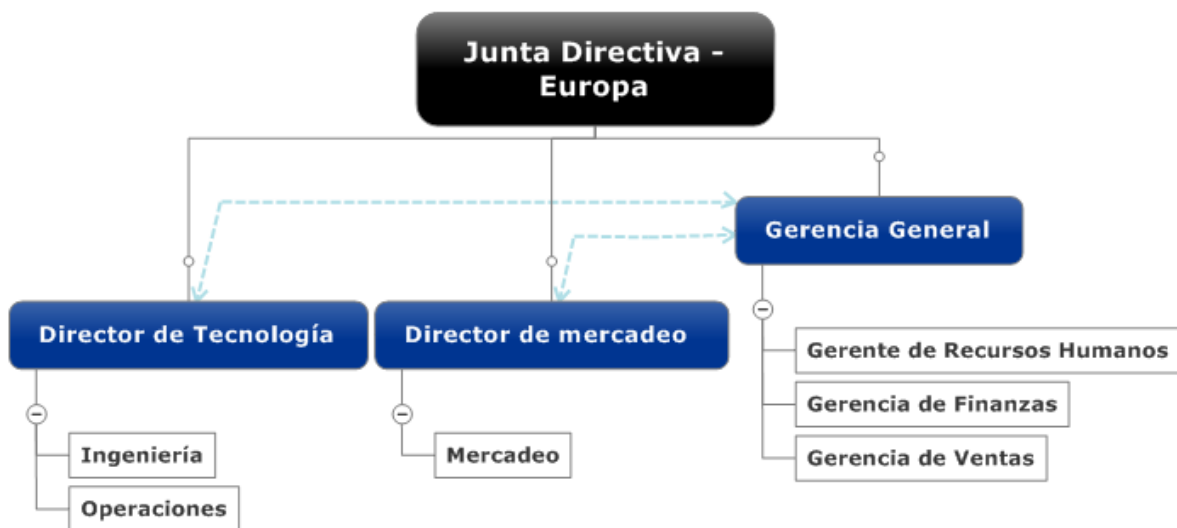 Junta Directiva -
Europa
Gerencia General
Director de Tecnología
Director de mercadeo
Gerente de Recursos Humanos
Gerencia de Finanzas
Gerencia de Ventas
Ingeniería
Mercadeo
Operaciones